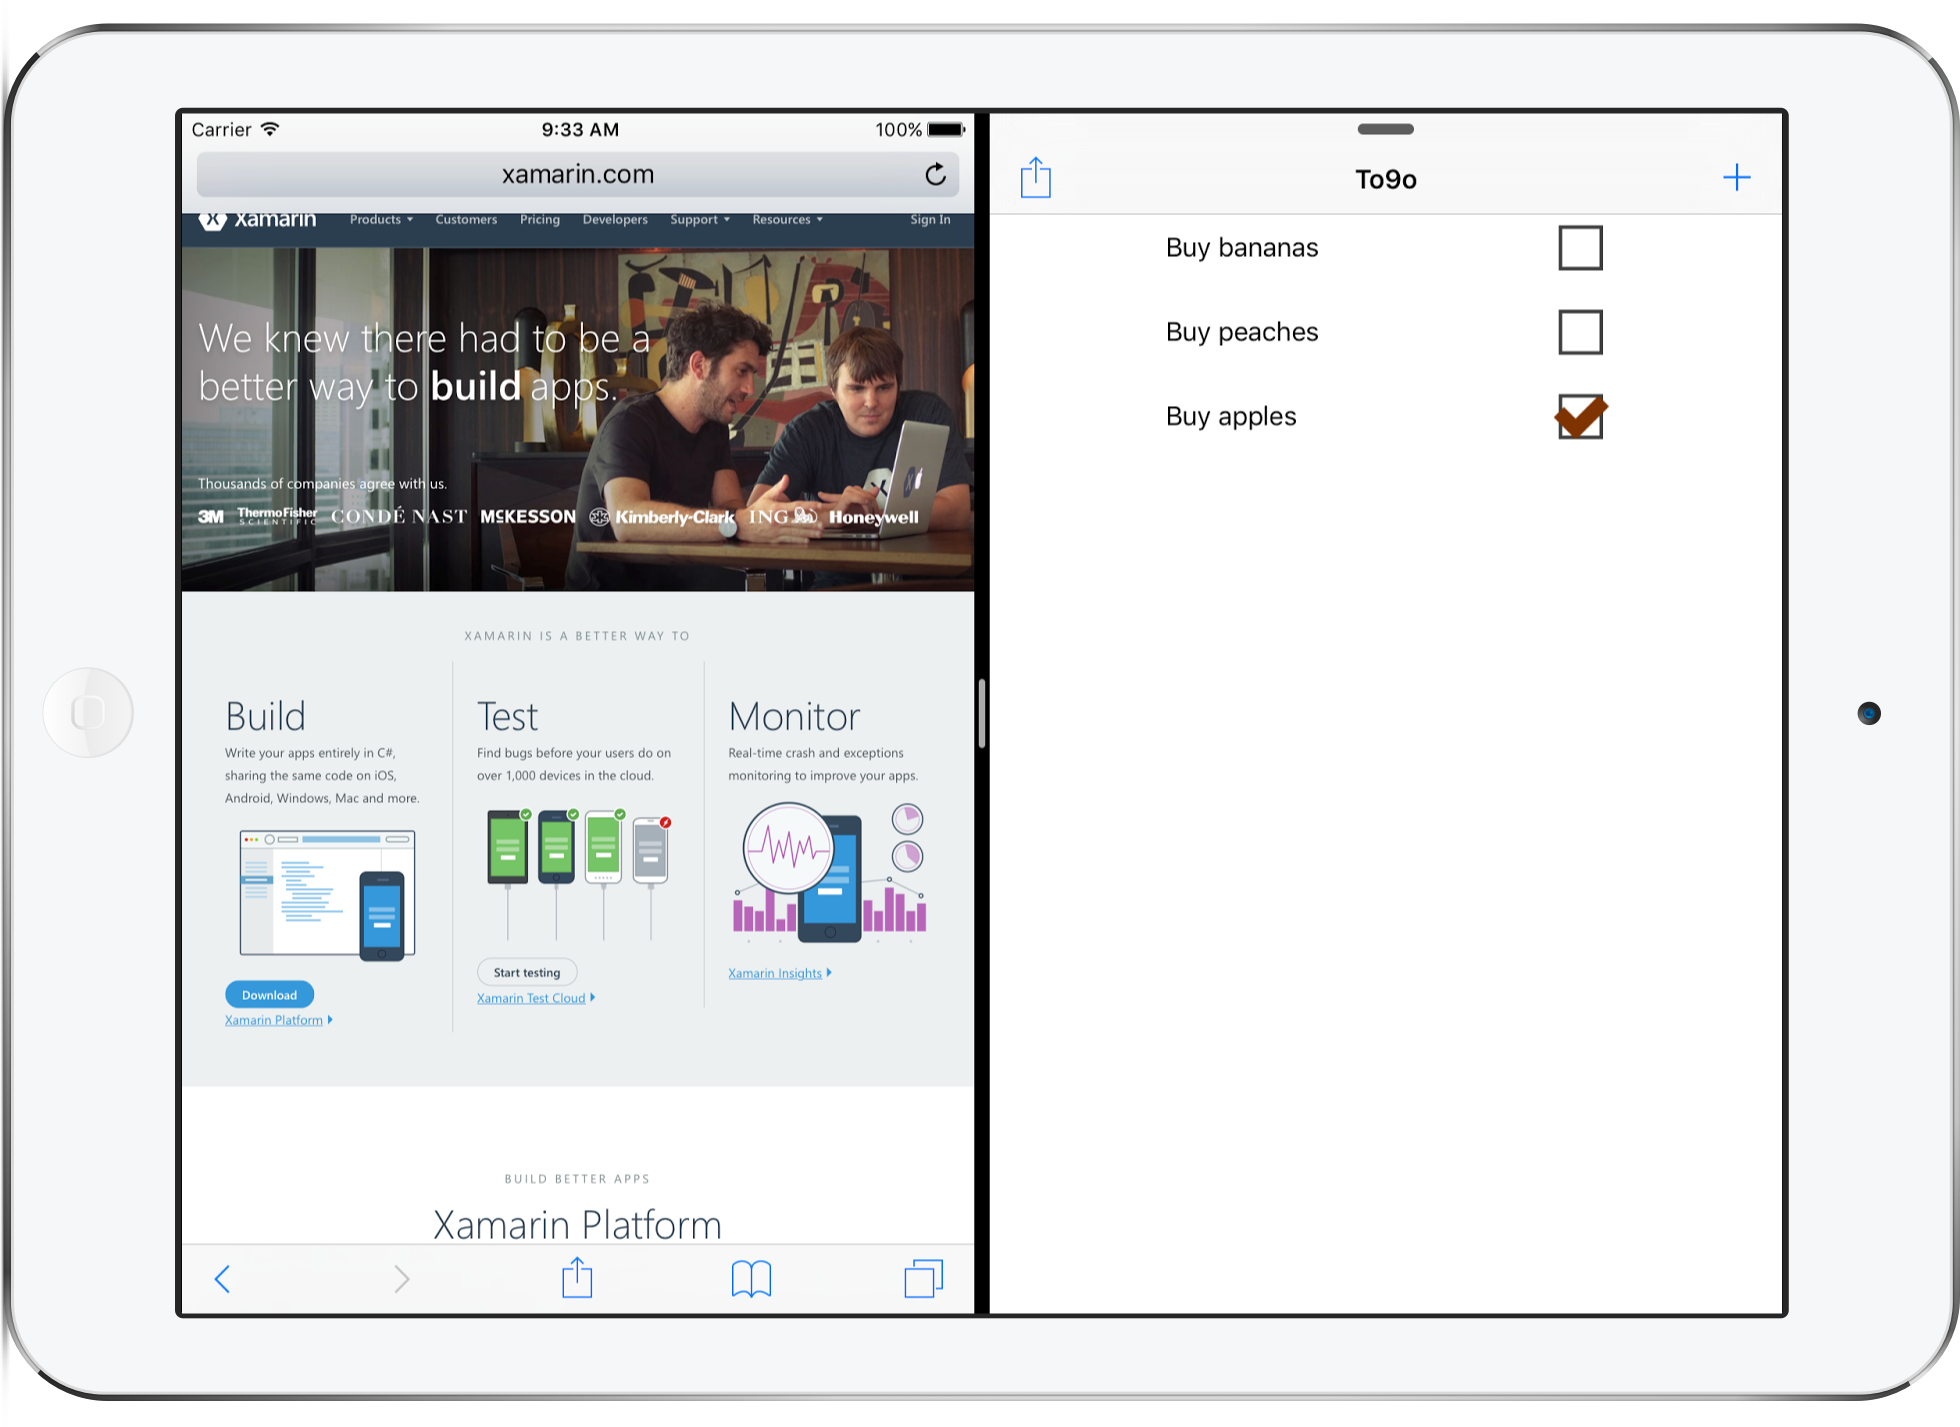 Carrier 9:33 AM 100%
xamarin.com
Xamarin Products Customers Pricing Developers Support Resources Sign In
We knew there had to be a
better way to build apps.
Thousands of companies agree with us.
3M ThermoFisher SCIENTIFIC CONDÉ NAST MCKESSON Kimberly-Clark ING Honeywell
XAMARIN IS A BETTER WAY TO
Build
Write your apps entirely in C#,
sharing the same code on iOS,
Android, Windows, Mac and more.
Download
Xamarin Platform
Test
Find bugs before your users do on
over 1,000 devices in the cloud.
Start testing
Xamarin Test Cloud
Monitor
Real-time crash and exceptions
monitoring to improve your apps.
Xamarin Insights
BUILD BETTER APPS
Xamarin Platform
To9o
Buy bananas
Buy peaches
Buy apples